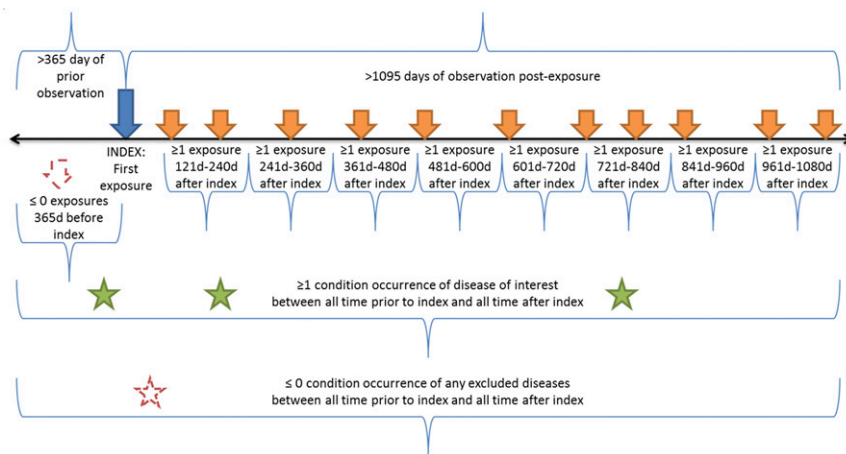 >365 day of
prior
observation
>1095 days of observation post-exposure
INDEX:
First
exposure
≥1 exposure
121d-240d
after index
≥1 exposure
241d-360d
after index
≥1 exposure
361d-480d
after index
≥1 exposure
481d-600d
after index
≥1 exposure
601d-720d
after index
≥1 exposure
721d-840d
after index
≥1 exposure
841d-960d
after index
≥1 exposure
961d-1080d
after index
≤ 0 exposures
365d before
index
≥1 condition occurrence of disease of interest
between all time prior to index and all time after index
≤ 0 condition occurrence of any excluded diseases
between all time prior to index and all time after index